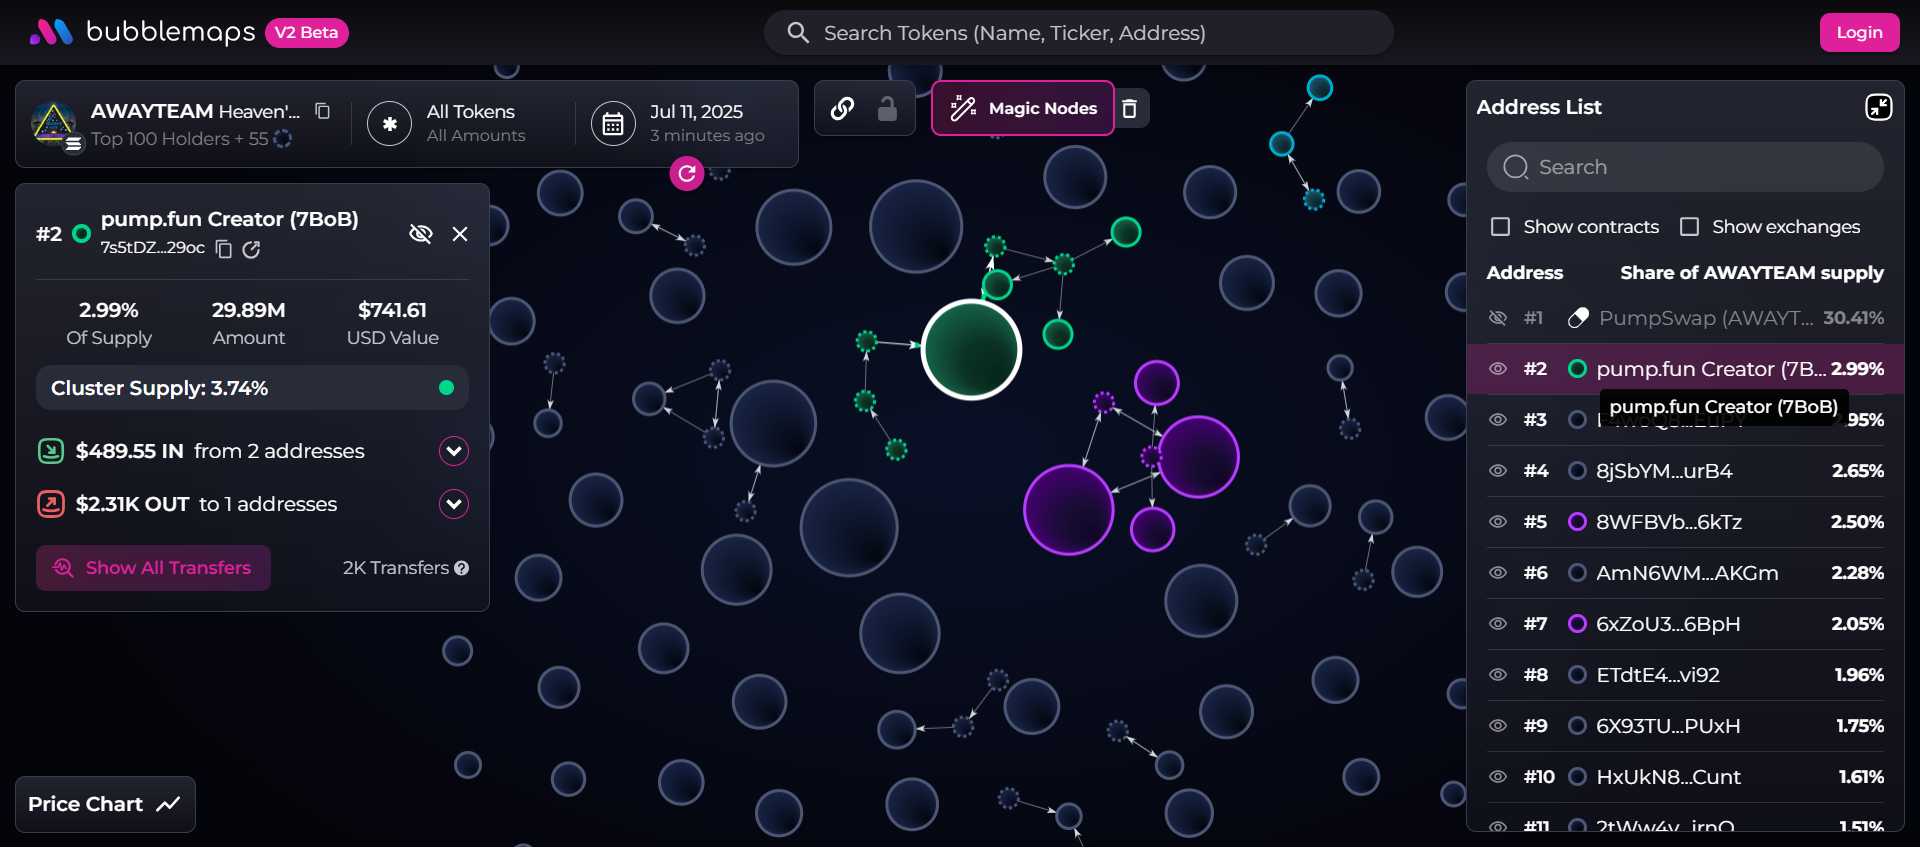 bubblemaps V2 Beta
Search Tokens (Name, Ticker, Address)
Login
AWAYTEAM Heaven'...
Top 100 Holders + 55
All Tokens
All Amounts
Jul 11, 2025
3 minutes ago
Magic Nodes
#2 pump.fun Creator (7BoB)
7s5tDZ...29oc
2.99% 29.89M $741.61
Of Supply Amount USD Value
Cluster Supply: 3.74%
$489.55 IN from 2 addresses
$2.31K OUT to 1 addresses
Show All Transfers 2K Transfers
Price Chart
Address List
Search
Show contracts Show exchanges
Address Share of AWAYTEAM supply
#1 PumpSwap (AWAYT... 30.41%
#2 pump.fun Creator (7B... 2.99%
pump.fun Creator (7BoB)
#3 .95%
#4 8jSbYM...urB4 2.65%
#5 8WFBVb...6kTz 2.50%
#6 AmN6WM...AKGm 2.28%
#7 6xZoU3...6BpH 2.05%
#8 ETdtE4...vi92 1.96%
#9 6X93TU...PUxH 1.75%
#10 HxUkN8...Cunt 1.61%
#11 1.51%